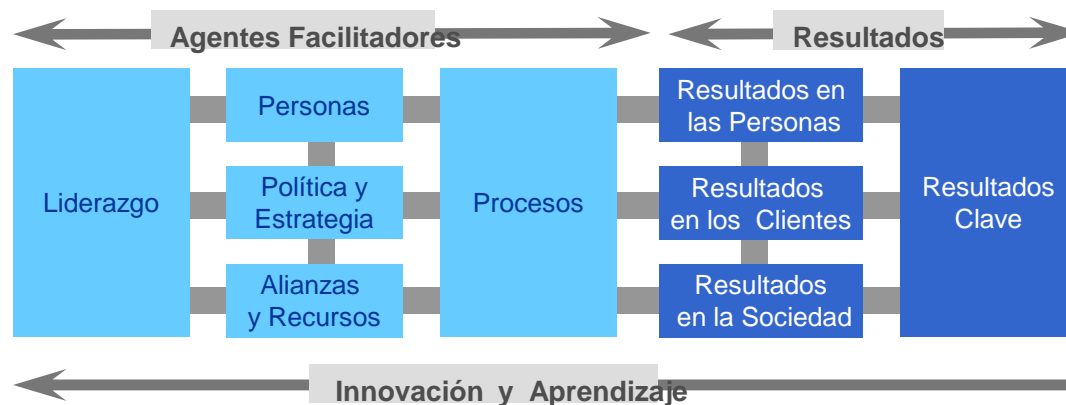 Agentes Facilitadores
Resultados
Liderazgo
Personas
Política y
Estrategia
Alianzas
y Recursos
Procesos
Resultados en
las Personas
Resultados
en los Clientes
Resultados
en la Sociedad
Resultados
Clave
Innovación y Aprendizaje